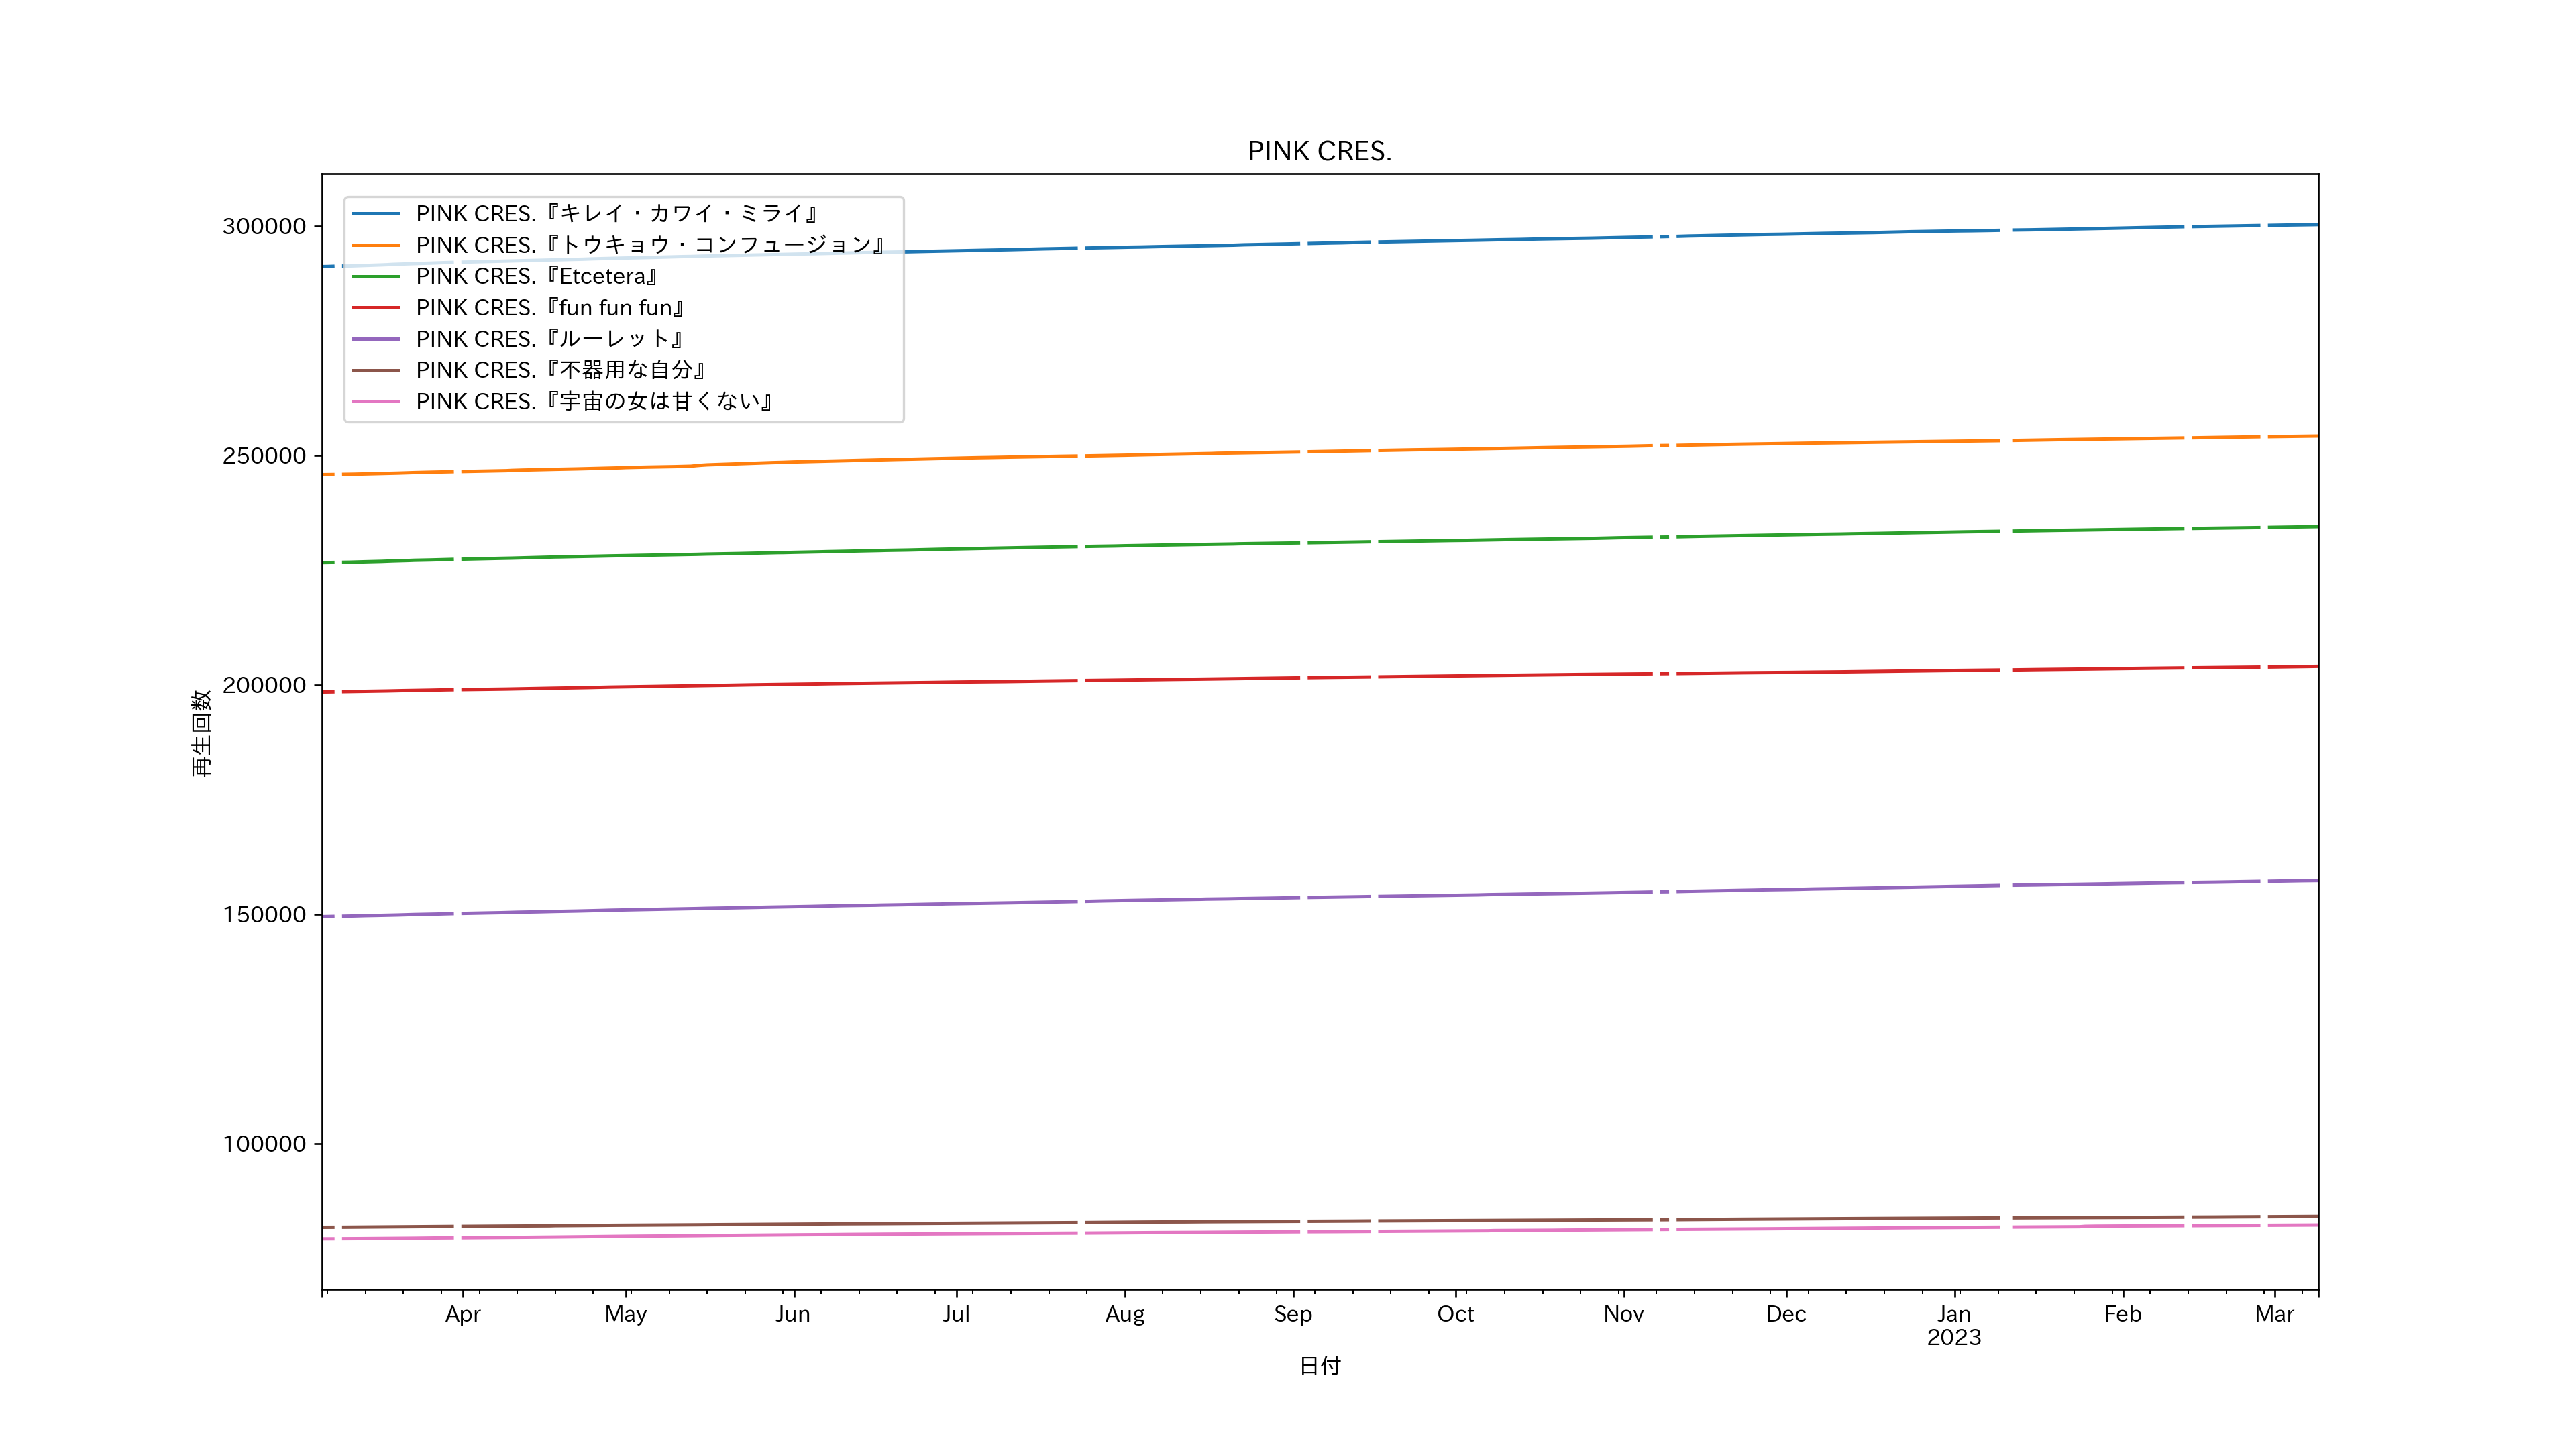 PINK CRES.
PINK CRES.『キレイ・カワイ・ミライ』
PINK CRES.『トウキョウ・コンフュージョン』
PINK CRES.『Etcetera』
PINK CRES.『fun fun fun』
PINK CRES.『ルーレット』
PINK CRES.『不器用な自分』
PINK CRES.『宇宙の女は甘くない』
300000
250000
200000
150000
100000
再生回数
Apr May Jun Jul Aug Sep Oct Nov Dec Jan Feb Mar
2023
日付